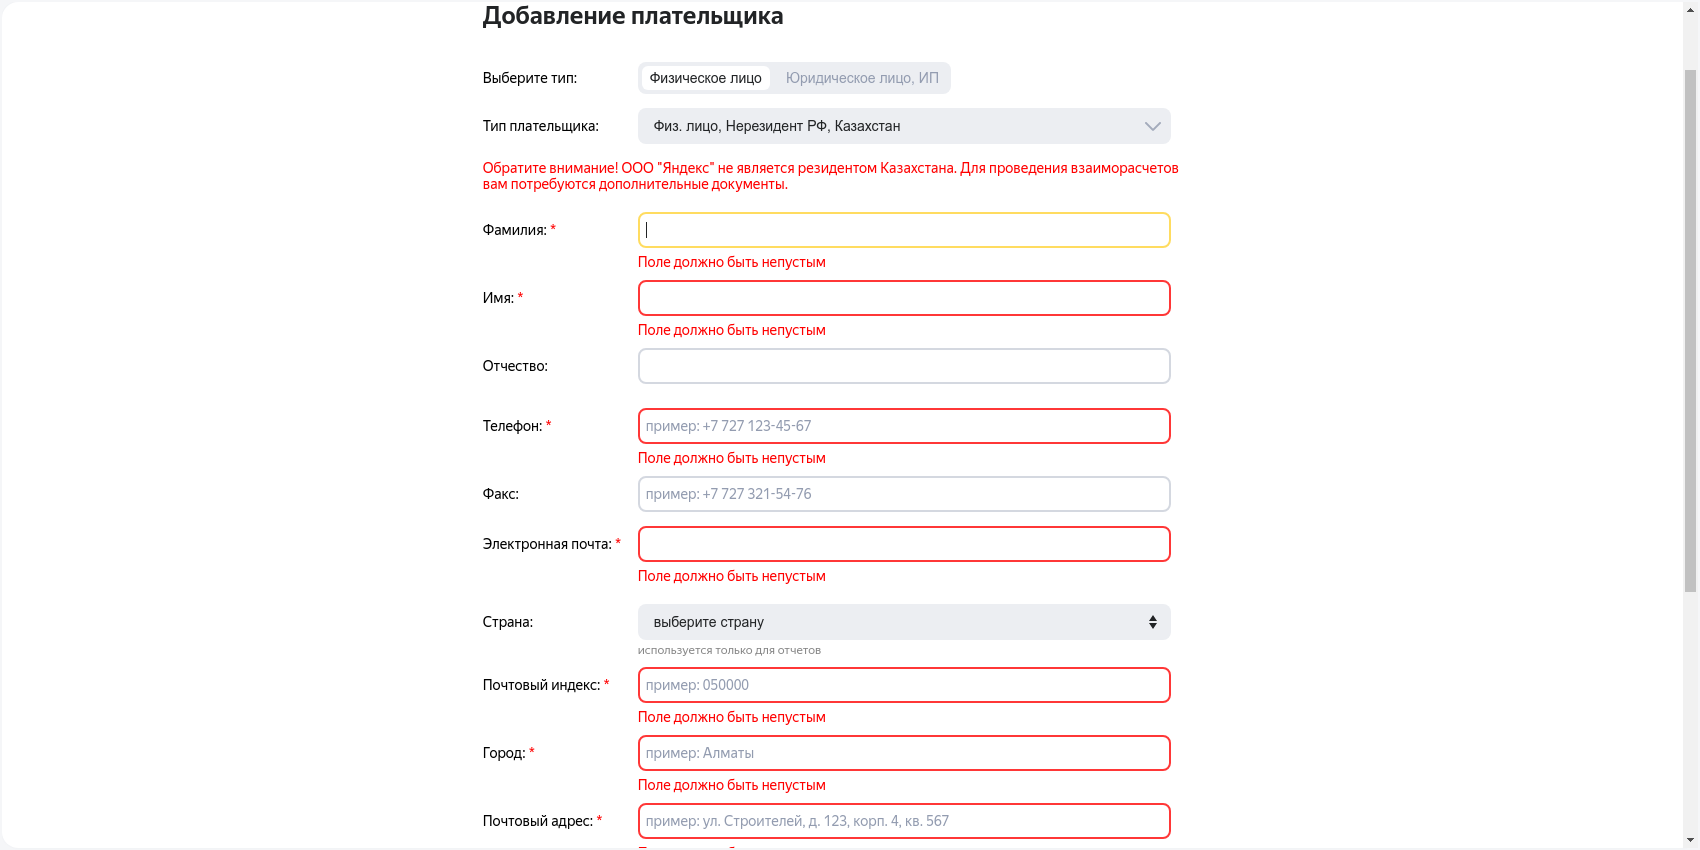 Добавление плательщика
Выберите тип: Физическое лицо Юридическое лицо, ИП
Тип плательщика: Физ. лицо, Нерезидент РФ, Казахстан
Обратите внимание! ООО "Яндекс" не является резидентом Казахстана. Для проведения взаиморасчетов
вам потребуются дополнительные документы.
Фамилия: *
Поле должно быть непустым
Имя: *
Поле должно быть непустым
Отчество:
Телефон: * пример: +7 727 123-45-67
Поле должно быть непустым
Факс: пример: +7 727 321-54-76
Электронная почта: *
Поле должно быть непустым
Страна: выберите страну
используется только для отчетов
Почтовый индекс: * пример: 050000
Поле должно быть непустым
Город: * пример: Алматы
Поле должно быть непустым
Почтовый адрес: * пример: ул. Строителей, д. 123, корп. 4, кв. 567